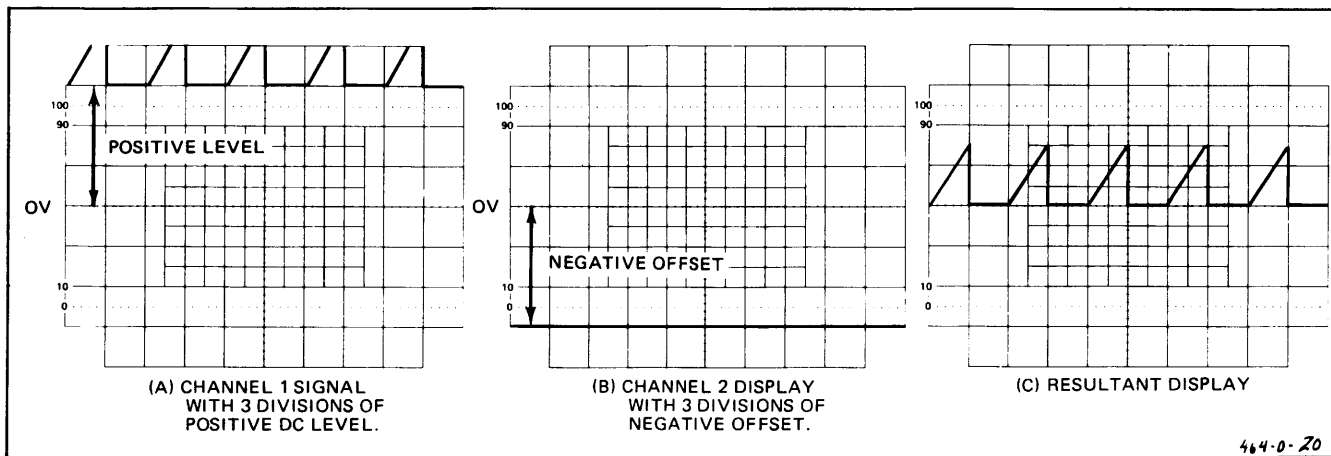 100
90
POSITIVE LEVEL
OV
10
0
(A) CHANNEL 1 SIGNAL
WITH 3 DIVISIONS OF
POSITIVE DC LEVEL.
100
90
OV
NEGATIVE OFFSET
10
0
(B) CHANNEL 2 DISPLAY
WITH 3 DIVISIONS OF
NEGATIVE OFFSET.
100
90
10
0
(C) RESULTANT DISPLAY
464-0-20